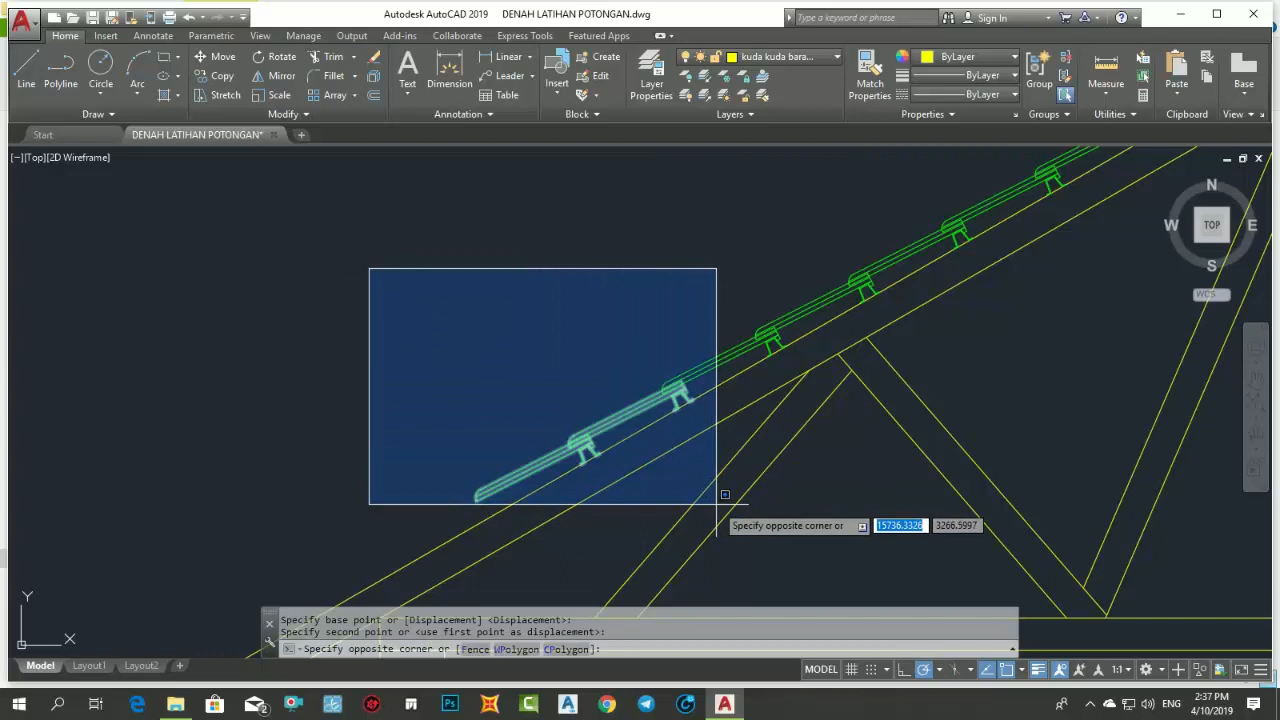 Autodesk AutoCAD 2019 DENAH LATIHAN POTONGAN.dwg
Type a keyword or phrase
Sign In
Home Insert Annotate Parametric View Manage Output Add-ins Collaborate Express Tools Featured Apps
Line Polyline Circle Arc
Move Rotate Trim
Copy Mirror Fillet
Stretch Scale Array
Text Dimension
Linear
Leader
Table
Insert
Create
Edit
Layer Properties
kuda kuda bara...
Match Properties
ByLayer
ByLayer
ByLayer
Group Measure Paste Base
Draw Modify Annotation Block Layers Properties Groups Utilities Clipboard View
Start DENAH LATIHAN POTONGAN*
[−][Top][2D Wireframe]
N
W TOP E
S
WCS
Specify opposite corner or 15736.3326 3266.5997
Y
X
Specify base point or [Displacement] <Displacement>:
Specify second point or <use first point as displacement>:
Specify opposite corner or [Fence WPolygon CPolygon]:
Model Layout1 Layout2
MODEL 1:1
2:37 PM
ENG
4/10/2019